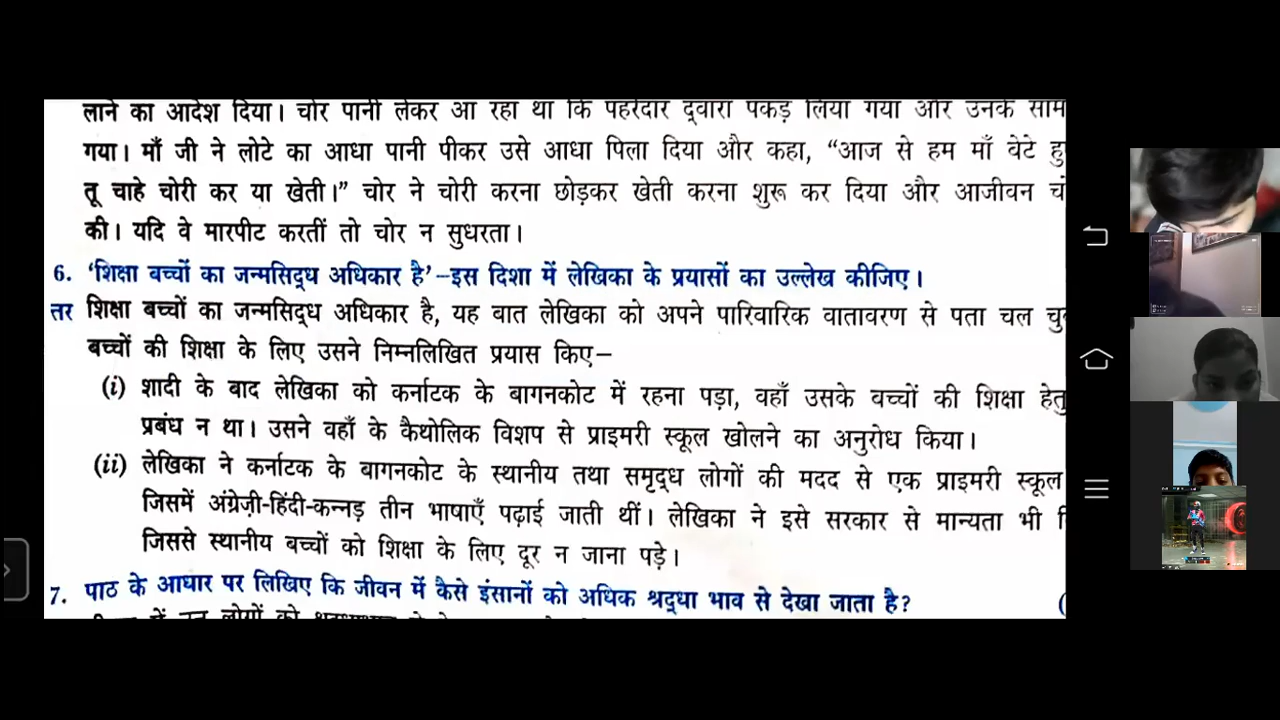 लाने का आदेश दिया। चोर पानी लेकर आ रहा था कि पहरेदार द्वारा पकड़ लिया गया और उनके साम
गया। माँ जी ने लोटे का आधा पानी पीकर उसे आधा पिला दिया और कहा, “आज से हम माँ बेटे हु
तू चाहे चोरी कर या खेती।” चोर ने चोरी करना छोड़कर खेती करना शुरू कर दिया और आजीवन
की। यदि वे मारपीट करतीं तो चोर न सुधरता।
6. ‘शिक्षा बच्चों का जन्मसिद्ध अधिकार है’–इस दिशा में लेखिका के प्रयासों का उल्लेख कीजिए।
त्तर शिक्षा बच्चों का जन्मसिद्ध अधिकार है, यह बात लेखिका को अपने पारिवारिक वातावरण से पता चल चु
बच्चों की शिक्षा के लिए उसने निम्नलिखित प्रयास किए–
(i) शादी के बाद लेखिका को कर्नाटक के बागनकोट में रहना पड़ा, वहाँ उसके बच्चों की शिक्षा हेतु
प्रबंध न था। उसने वहाँ के कैथोलिक विशप से प्राइमरी स्कूल खोलने का अनुरोध किया।
(ii) लेखिका ने कर्नाटक के बागनकोट के स्थानीय तथा समृद्ध लोगों की मदद से एक प्राइमरी स्कूल
जिसमें अंग्रेज़ी-हिंदी-कन्नड़ तीन भाषाएँ पढ़ाई जाती थीं। लेखिका ने इसे सरकार से मान्यता भी
जिससे स्थानीय बच्चों को शिक्षा के लिए दूर न जाना पड़े।
7. पाठ के आधार पर लिखिए कि जीवन में कैसे इंसानों को अधिक श्रद्धा भाव से देखा जाता है?